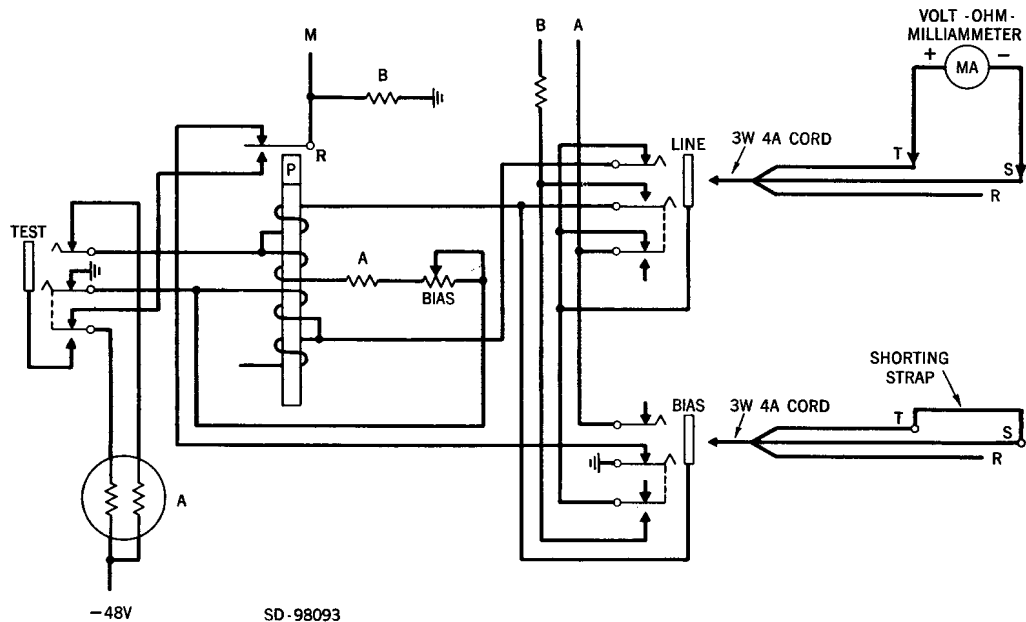 VOLT -OHM-
MILLIAMMETER
+ MA -
M
B
B A
LINE
3W 4A CORD
T
S
R
R
P
TEST
A
BIAS
SHORTING
STRAP
BIAS
3W 4A CORD
T
S
R
A
-48V
SD-98093